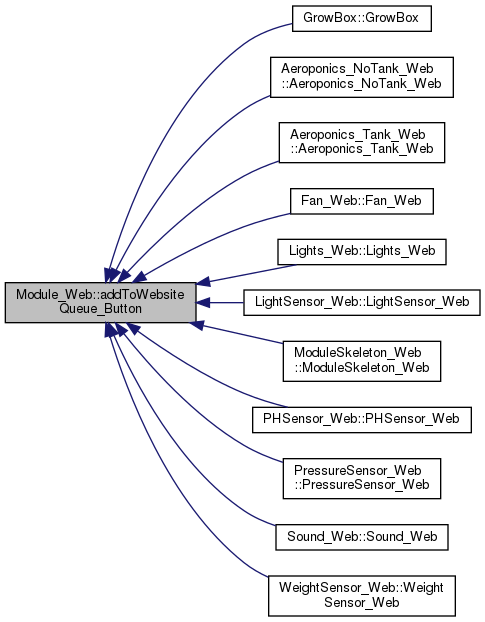 GrowBox::GrowBox
Aeroponics_NoTank_Web
::Aeroponics_NoTank_Web
Aeroponics_Tank_Web
::Aeroponics_Tank_Web
Fan_Web::Fan_Web
Lights_Web::Lights_Web
Module_Web::addToWebsite
Queue_Button
LightSensor_Web::LightSensor_Web
ModuleSkeleton_Web
::ModuleSkeleton_Web
PHSensor_Web::PHSensor_Web
PressureSensor_Web
::PressureSensor_Web
Sound_Web::Sound_Web
WeightSensor_Web::Weight
Sensor_Web